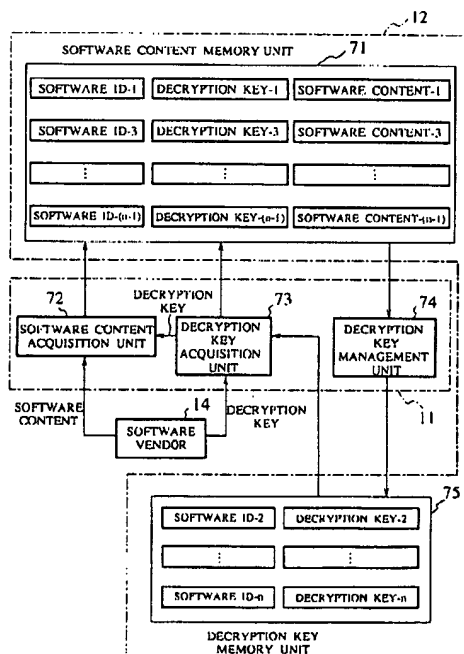 12
SOFTWARE CONTENT MEMORY UNIT
71
SOFTWARE ID-1 DECRYPTION KEY-1 SOFTWARE CONTENT-1
SOFTWARE ID-3 DECRYPTION KEY-3 SOFTWARE CONTENT-3
⋮ ⋮ ⋮
SOFTWARE ID-(n-1) DECRYPTION KEY-(n-1) SOFTWARE CONTENT-(n-1)
72
SOFTWARE CONTENT
ACQUISITION UNIT
DECRYPTION
KEY
73
DECRYPTION
KEY
ACQUISITION
UNIT
74
DECRYPTION
KEY
MANAGEMENT
UNIT
11
SOFTWARE
CONTENT
14
SOFTWARE
VENDOR
DECRYPTION
KEY
75
SOFTWARE ID-2 DECRYPTION KEY-2
⋮ ⋮
SOFTWARE ID-n DECRYPTION KEY-n
DECRYPTION KEY
MEMORY UNIT